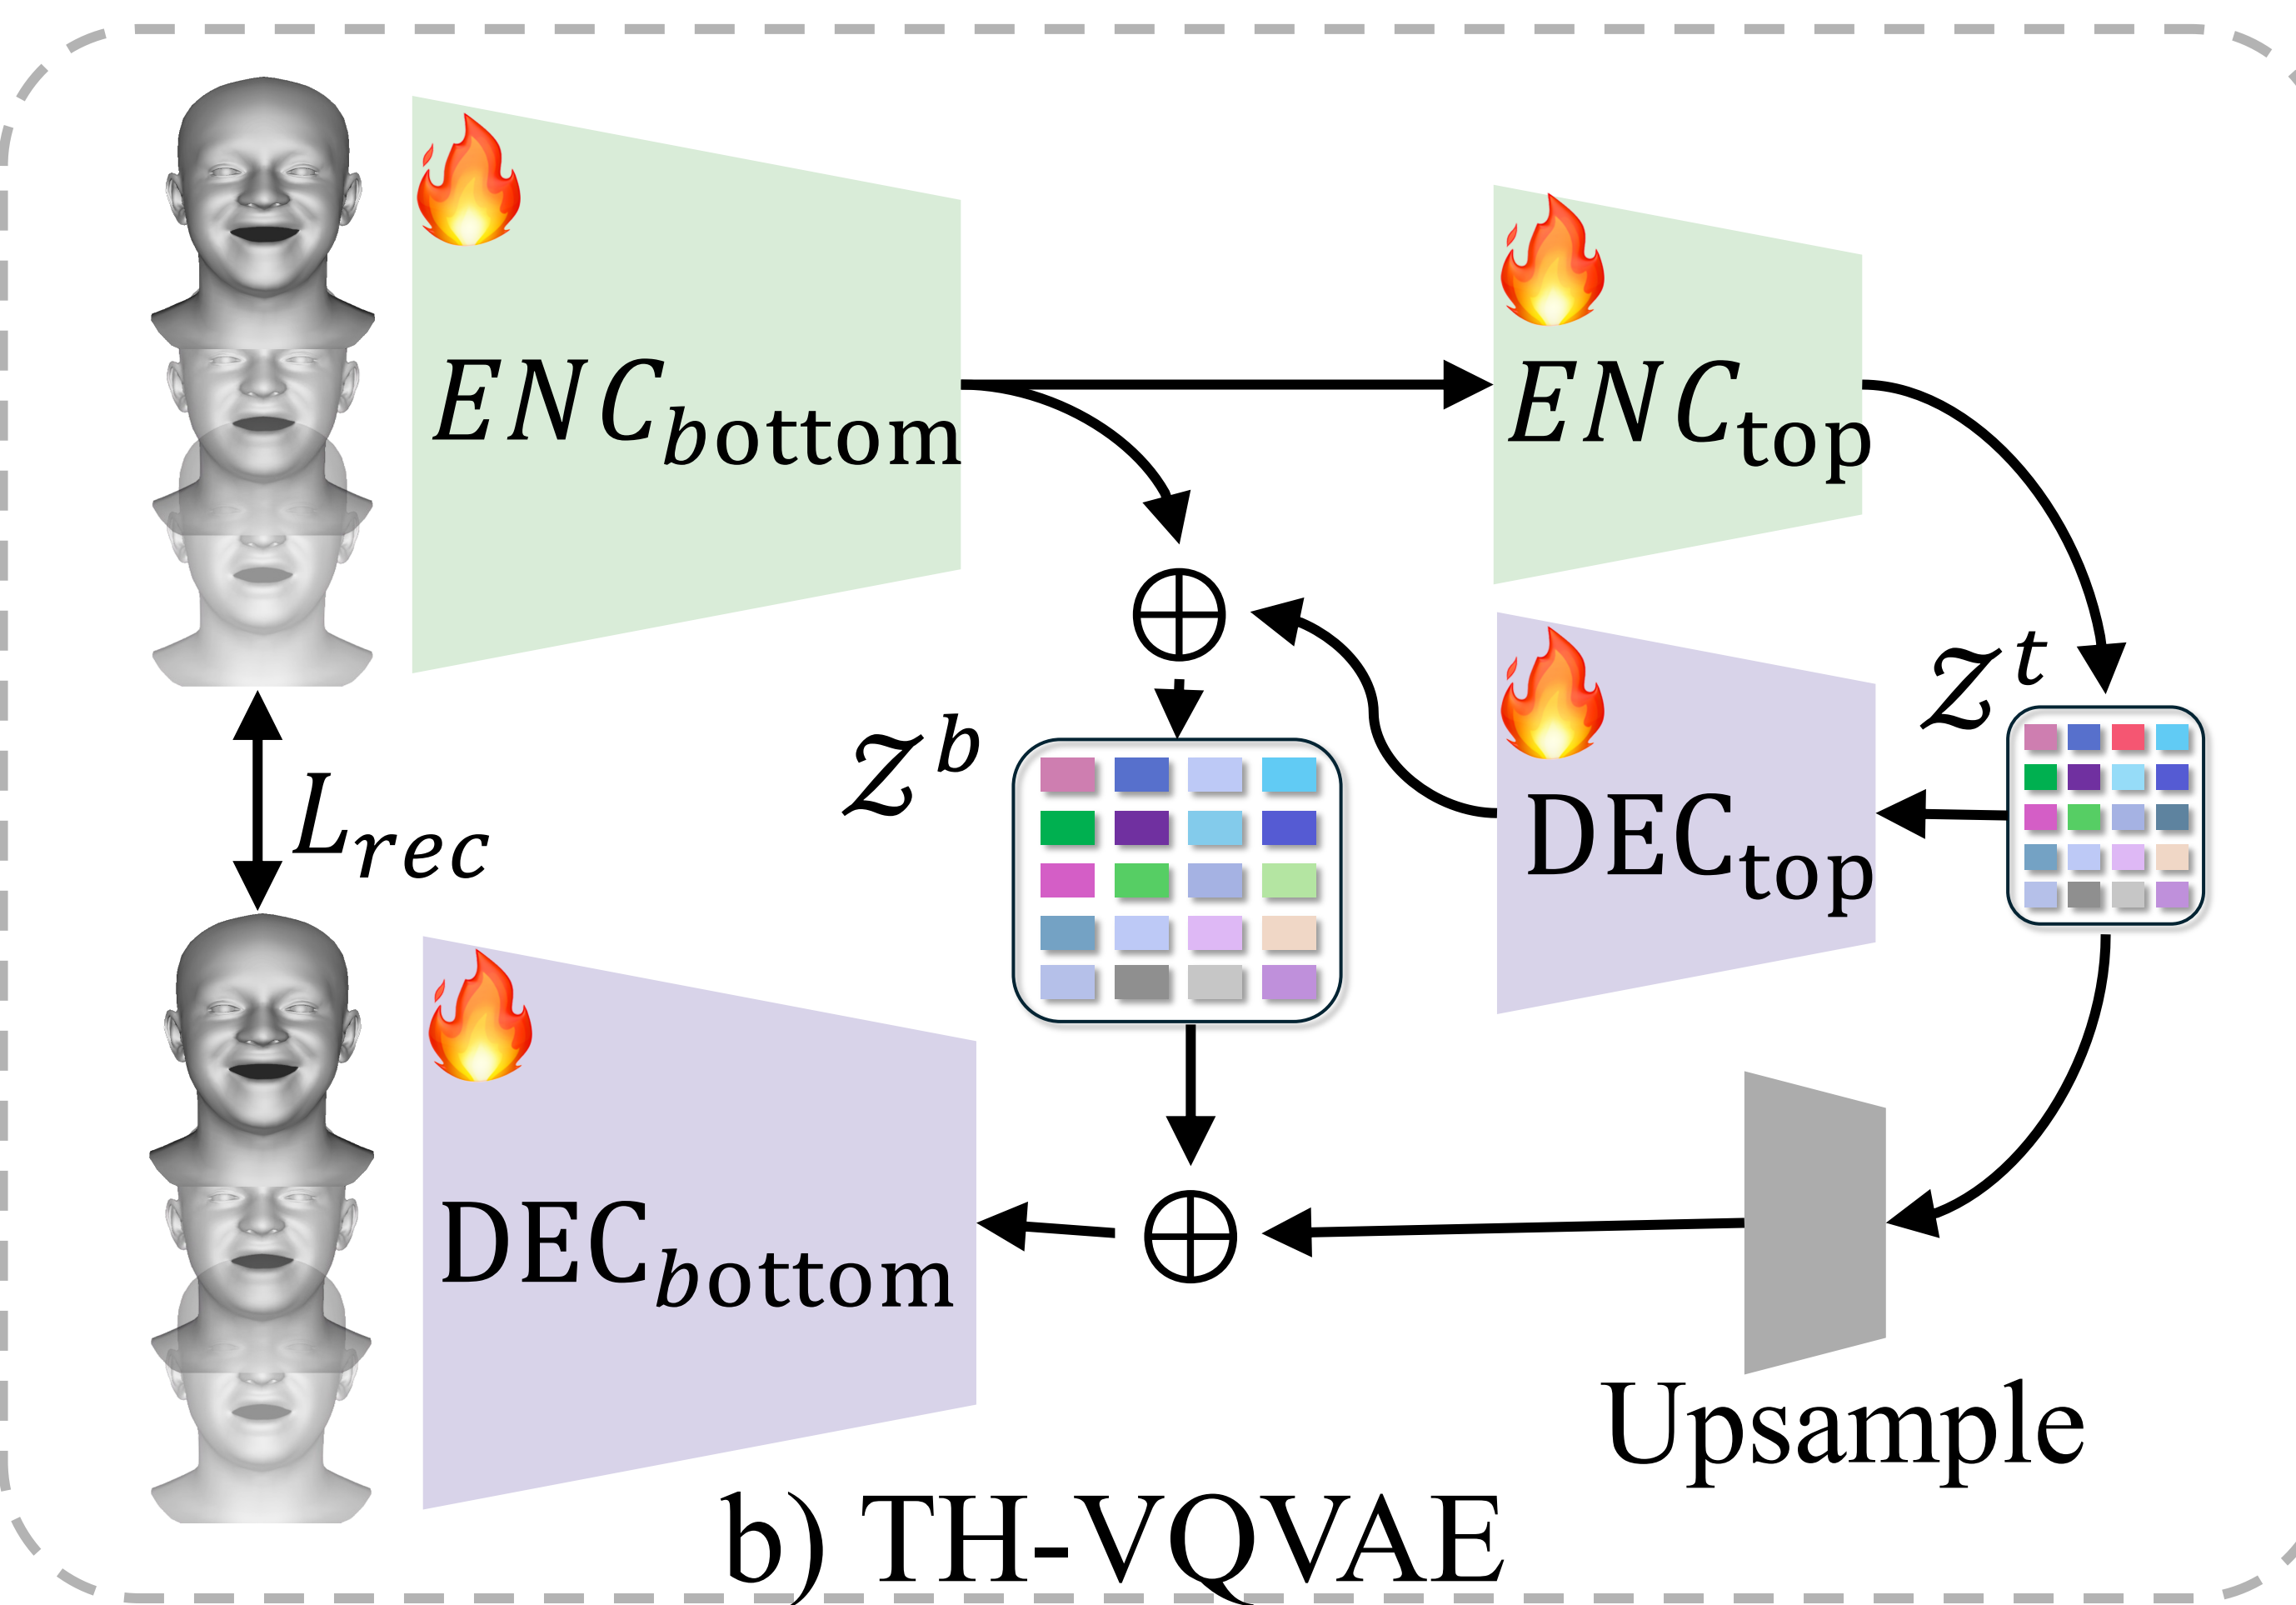 ENC_bottom
ENC_top
z^t
z^b
L_rec
DEC_top
DEC_bottom
Upsample
b) TH-VQVAE